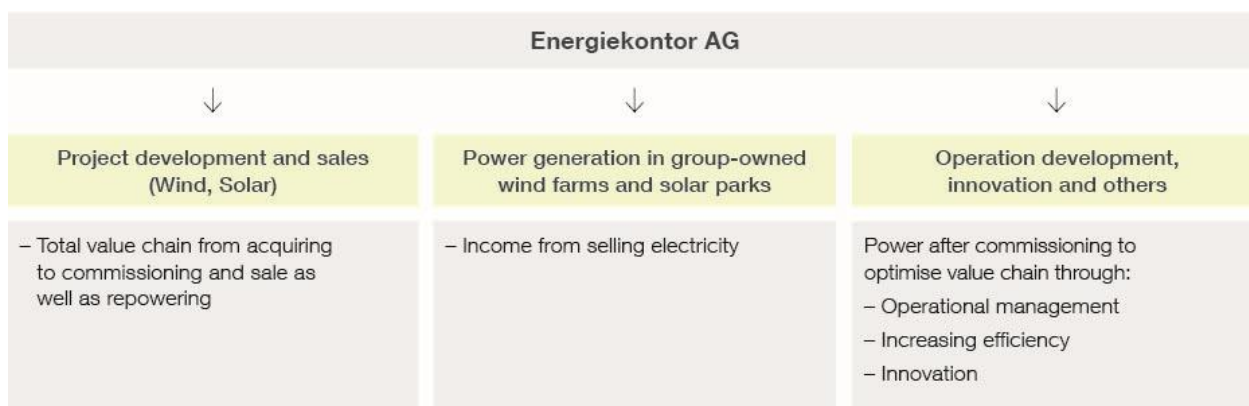 Energiekontor AG
Project development and sales
(Wind, Solar)
– Total value chain from acquiring
to commissioning and sale as
well as repowering
Power generation in group-owned
wind farms and solar parks
– Income from selling electricity
Operation development,
innovation and others
Power after commissioning to
optimise value chain through:
– Operational management
– Increasing efficiency
– Innovation